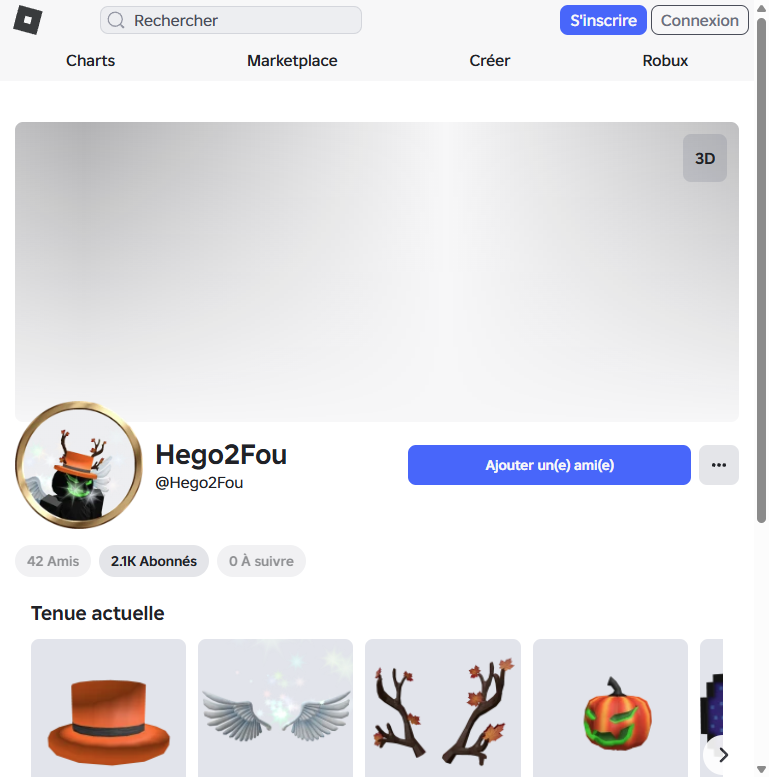 Rechercher
S'inscrire
Connexion
Charts
Marketplace
Créer
Robux
3D
Hego2Fou
@Hego2Fou
Ajouter un(e) ami(e)
42 Amis
2.1K Abonnés
0 À suivre
Tenue actuelle